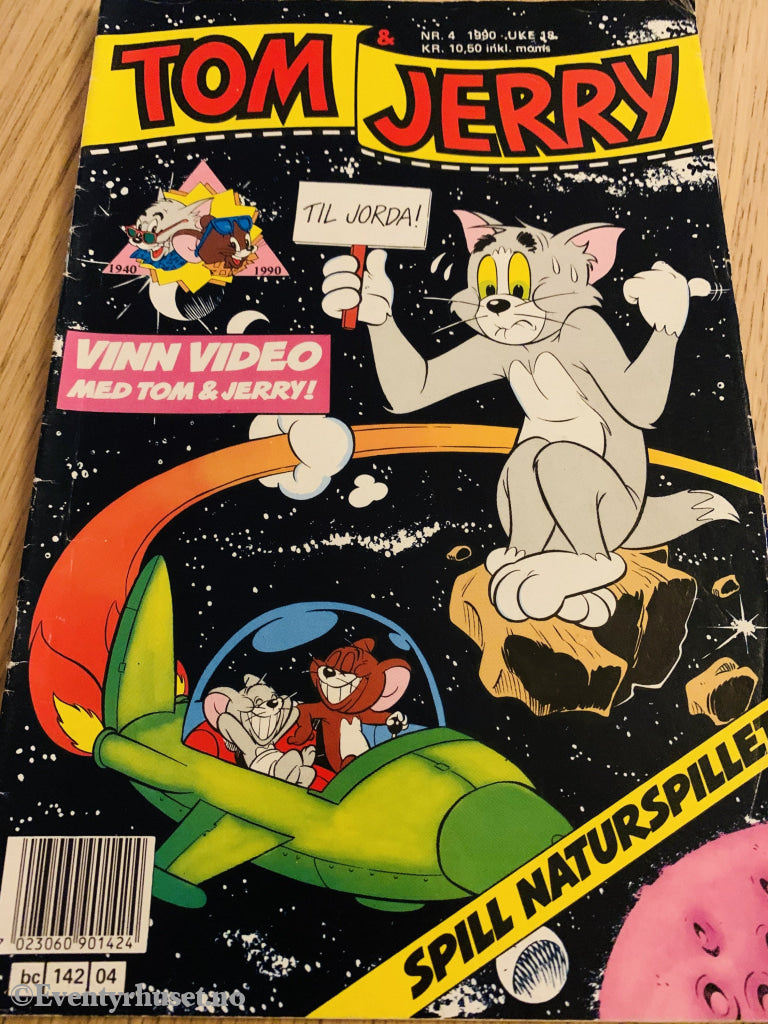 TOM & JERRY
NR. 4 1990 UKE 18
KR. 10,50 inkl. moms
TIL JORDA!
1940 1990
VINN VIDEO
MED TOM & JERRY!
SPILL NATURSPILLET
7 023060 901424
bc 142 04
©Eventyrhuset.no